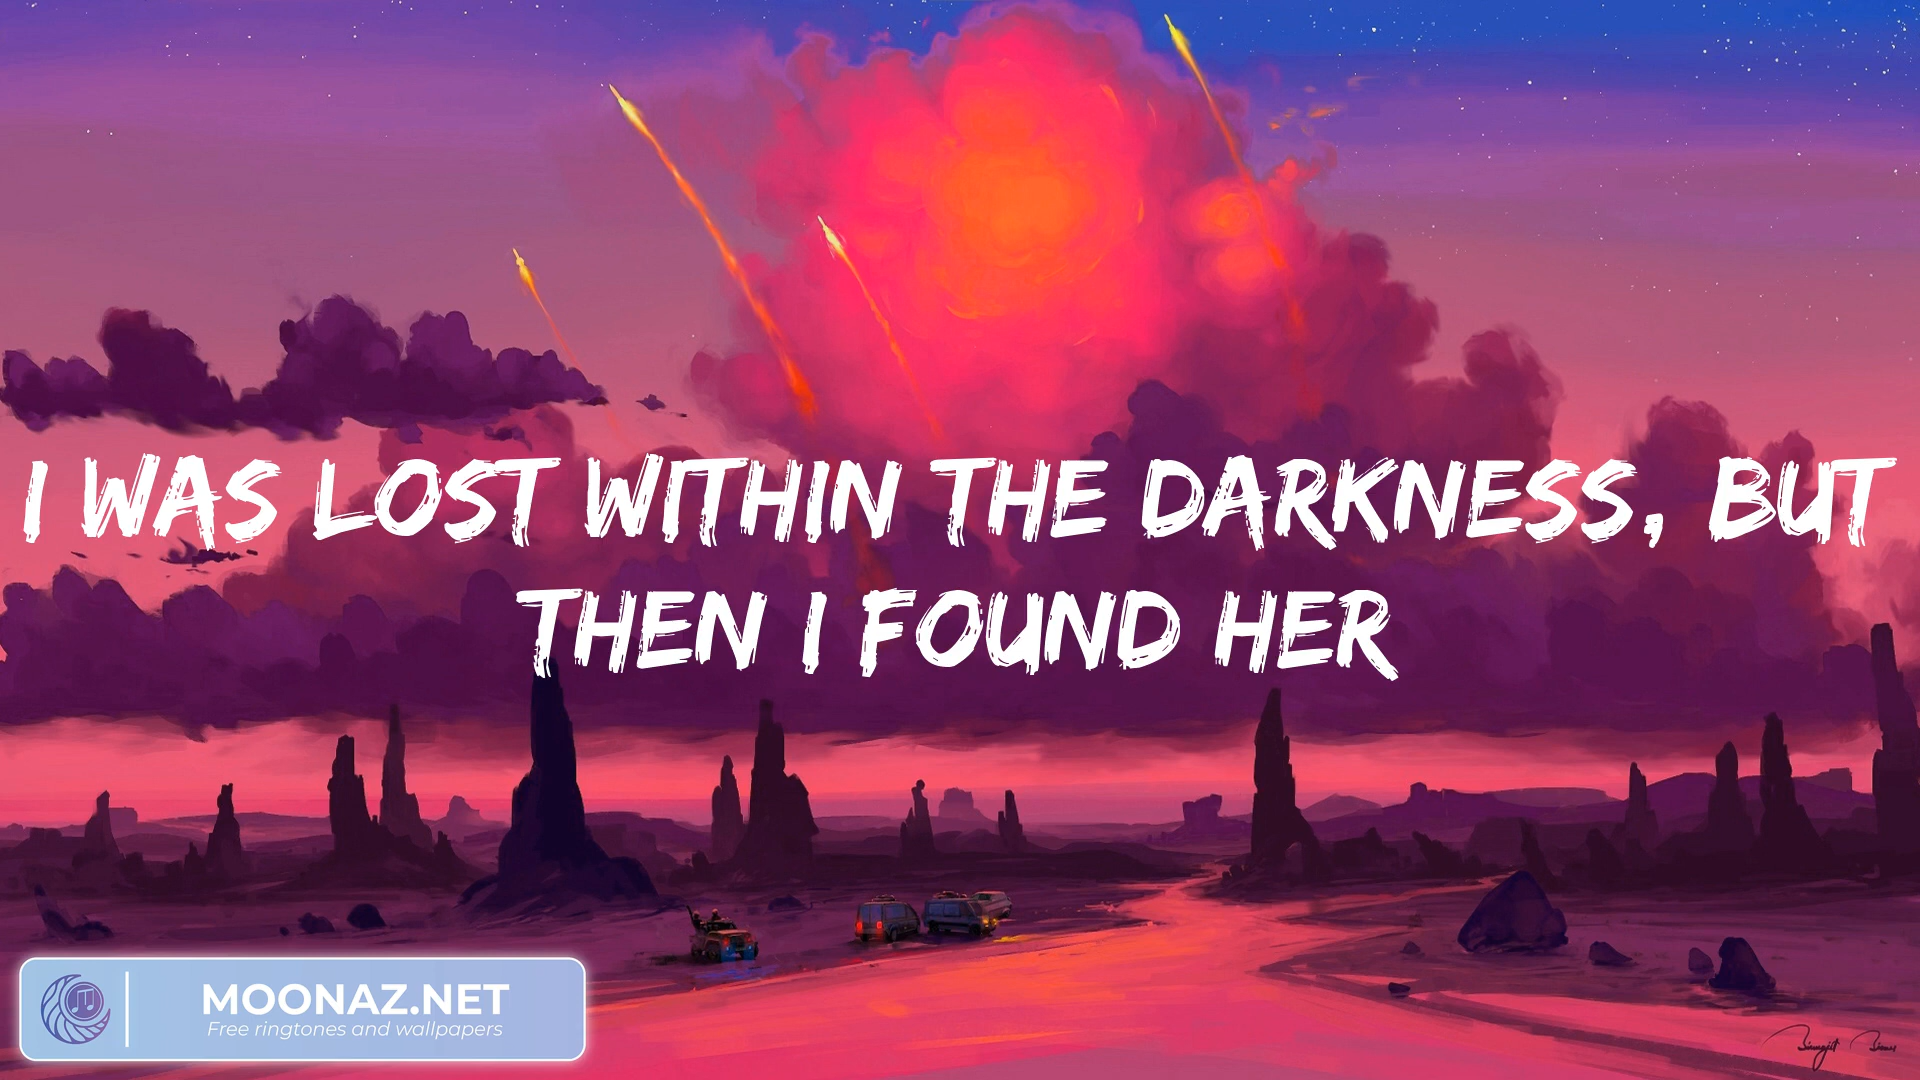 I WAS LOST WITHIN THE DARKNESS, BUT
THEN I FOUND HER
MOONAZ.NET
Free ringtones and wallpapers